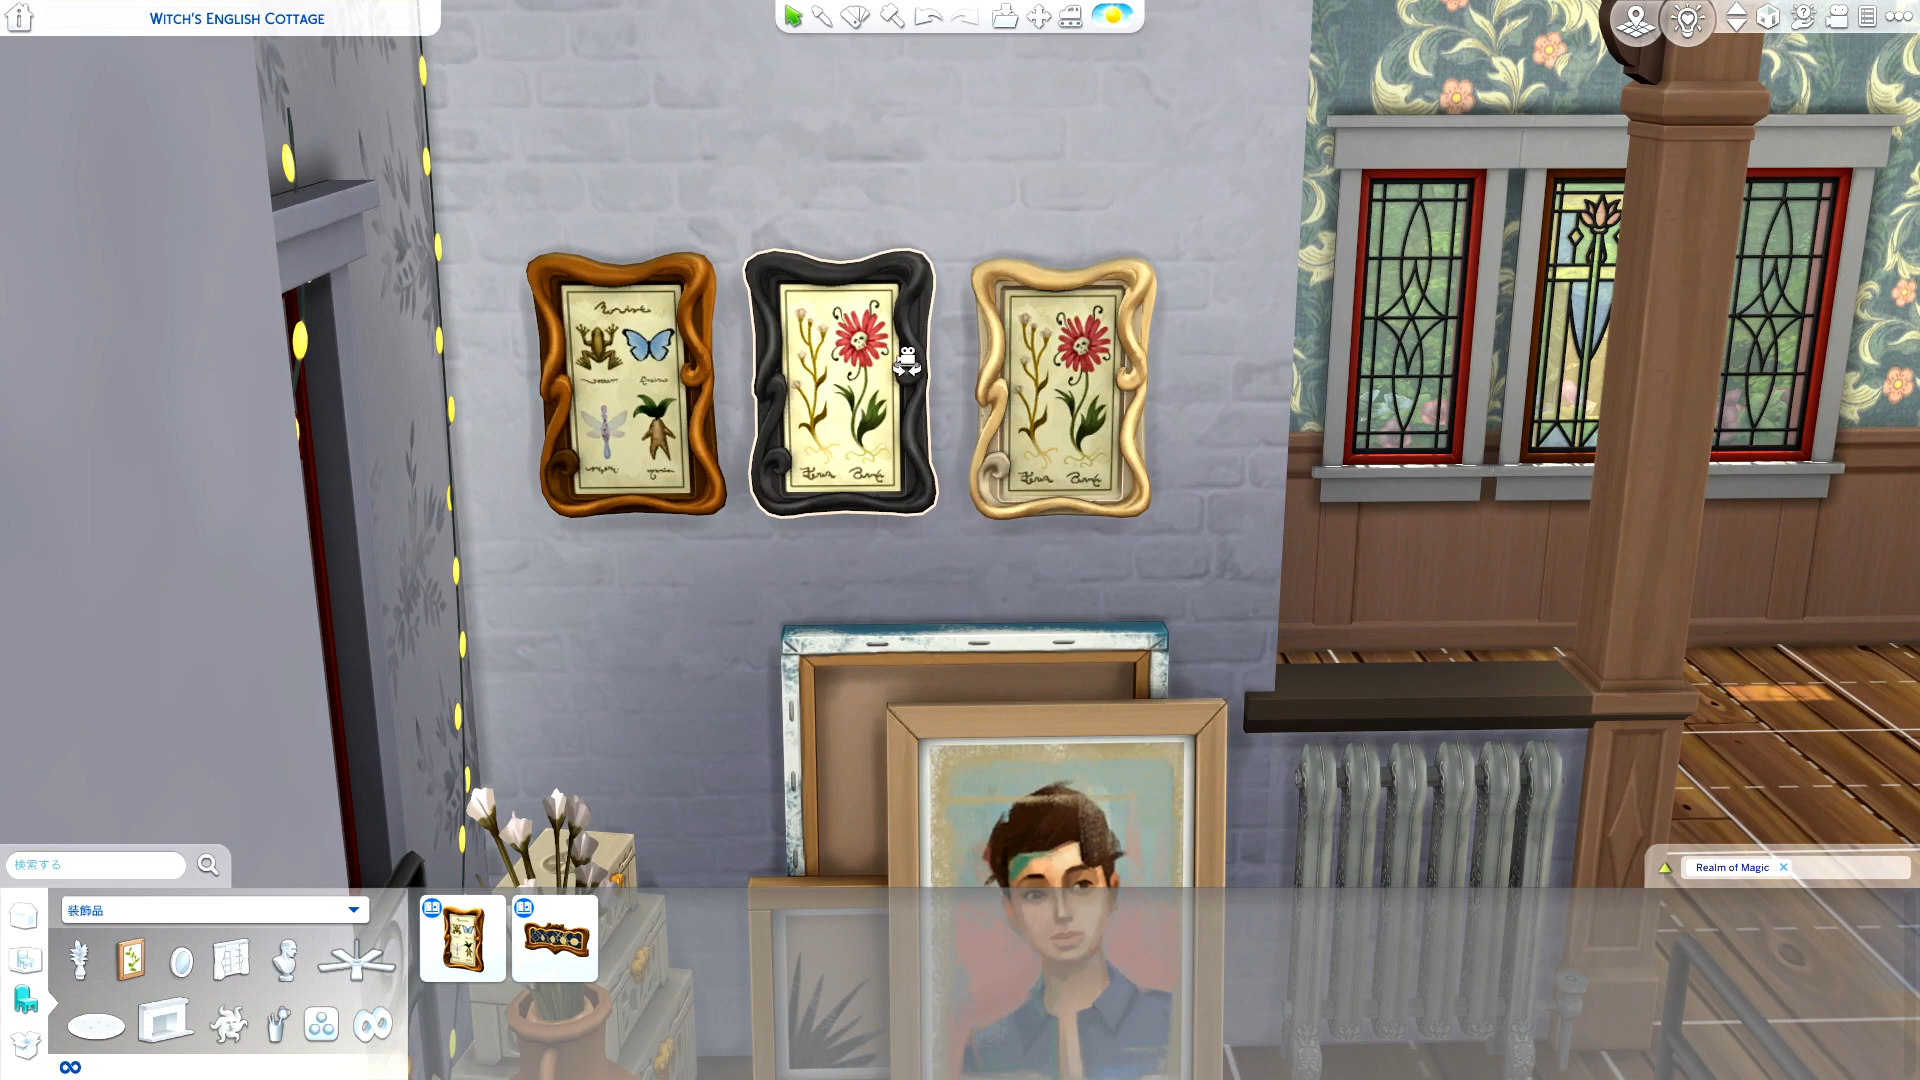 Witch's English Cottage
検索する
Realm of Magic
装飾品